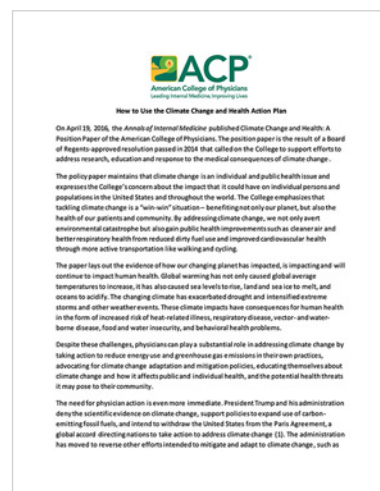 ACP®
American College of Physicians
Leading Internal Medicine, Improving Lives
How to Use the Climate Change and Health Action Plan
On April 19, 2016, the Annals of Internal Medicine published Climate Change and Health: A
Position Paper of the American College of Physicians. The position paper is the result of a Board
of Regents-approved resolution passed in 2014 that called on the College to support efforts to
address research, education and response to the medical consequences of climate change.
The policy paper maintains that climate change is an individual and public health issue and
expresses the College's concern about the impact that it could have on individual persons and
populations in the United States and throughout the world. The College emphasizes that
tackling climate change is a "win-win" situation— benefiting not only our planet, but also the
health of our patients and community. By addressing climate change, we not only avert
environmental catastrophe but also gain public health improvements such as cleaner air and
better respiratory health from reduced dirty fuel use and improved cardiovascular health
through more active transportation like walking and cycling.
The paper lays out the evidence of how our changing planet has impacted, is impacting and will
continue to impact human health. Global warming has not only caused global average
temperatures to increase, it has also caused sea levels to rise, land and sea ice to melt, and
oceans to acidify. The changing climate has exacerbated drought and intensified extreme
storms and other weather events. These climate impacts have consequences for human health
in the form of increased risk of heat-related illness, respiratory disease, vector- and water-
borne disease, food and water insecurity, and behavioral health problems.
Despite these challenges, physicians can play a substantial role in addressing climate change by
taking action to reduce energy use and greenhouse gas emissions in their own practices,
advocating for climate change adaptation and mitigation policies, educating themselves about
climate change and how it affects public and individual health, and the potential health threats
it may pose to their community.
The need for physician action is even more immediate. President Trump and his administration
deny the scientific evidence on climate change, support policies to expand use of carbon-
emitting fossil fuels, and intend to withdraw the United States from the Paris Agreement, a
global accord directing nations to take action to address climate change (1). The administration
has moved to reverse other efforts intended to mitigate and adapt to climate change, such as